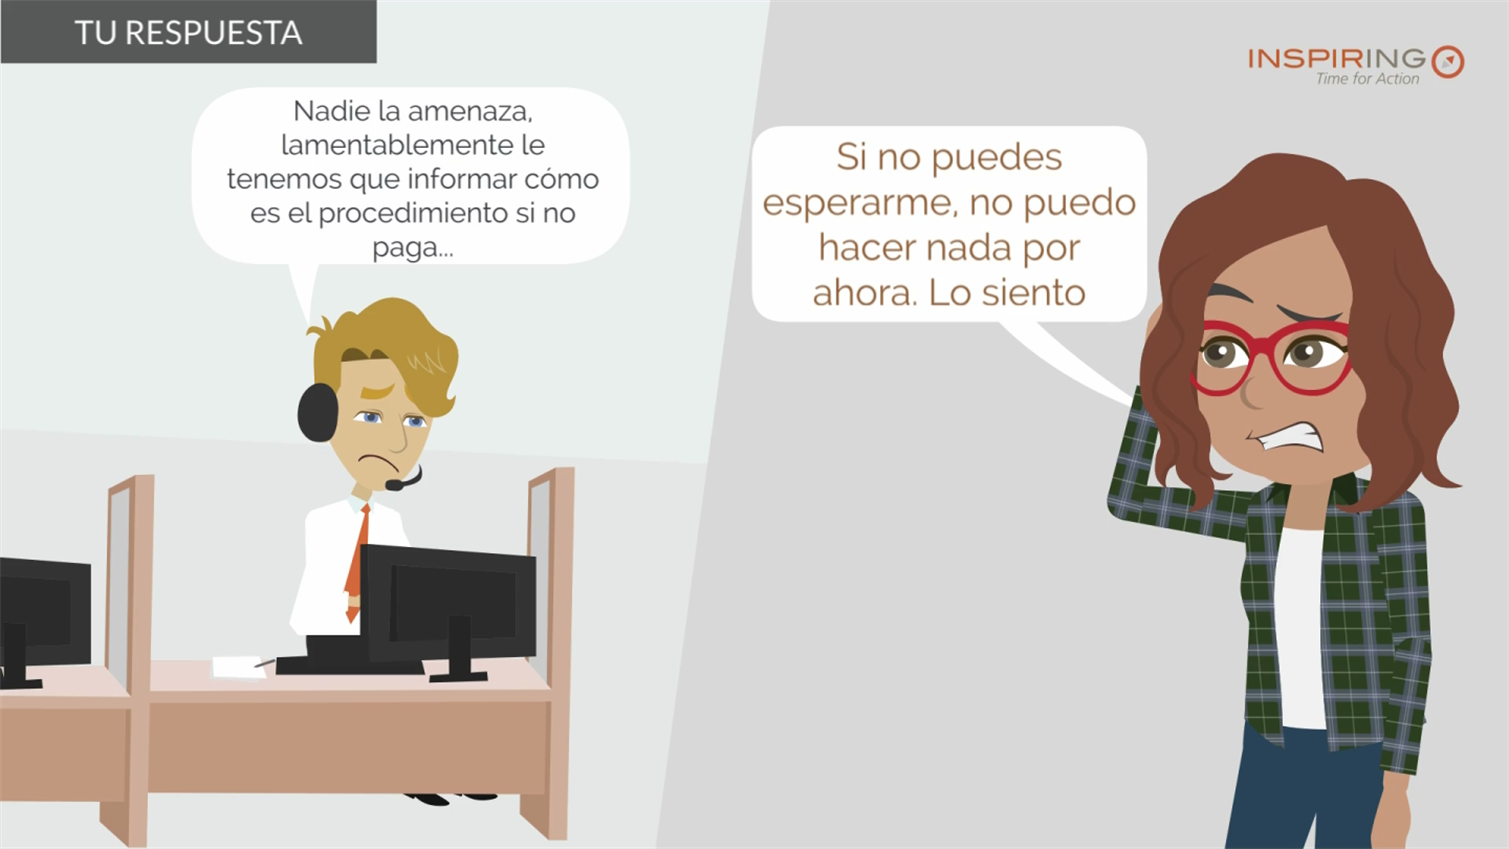 TU RESPUESTA
INSPIRING
Time for Action
Nadie la amenaza,
lamentablemente le
tenemos que informar cómo
es el procedimiento si no
paga...
Si no puedes
esperarme, no puedo
hacer nada por
ahora. Lo siento